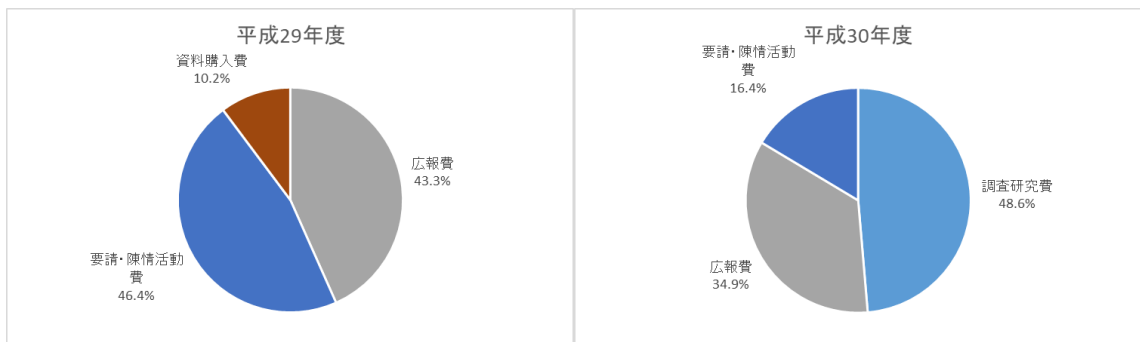 平成29年度
資料購入費
10.2%
広報費
43.3%
要請・陳情活動
費
46.4%
平成30年度
要請・陳情活動
費
16.4%
調査研究費
48.6%
広報費
34.9%